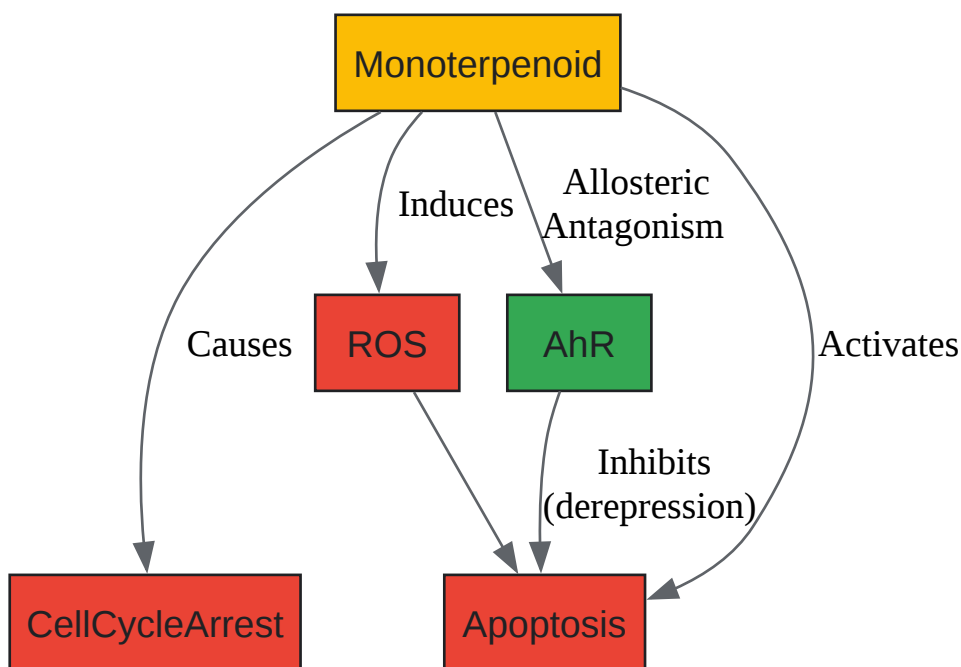 Monoterpenoid
Allosteric
Antagonism
Induces
Causes
ROS
AhR
Activates
Inhibits
(derepression)
CellCycleArrest
Apoptosis